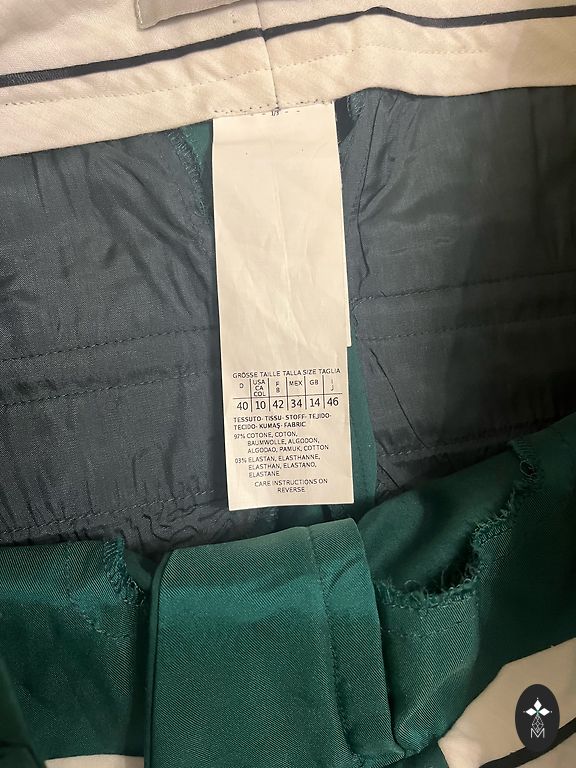 1/3
GRÖSSE TAILLE TALLA SIZE TAGLIA
D USA CA COL F B MEX GB I J
40 10 42 34 14 46
TESSUTO- TISSU- STOFF- TEJIDO-
TECIDO- KUMAŞ- FABRIC
97% COTONE, COTON,
BAUMWOLLE, ALGODON,
ALGODAO, PAMUK, COTTON
03% ELASTAN, ELASTHANNE,
ELASTHAN, ELASTANO,
ELASTANE
CARE INSTRUCTIONS ON
REVERSE